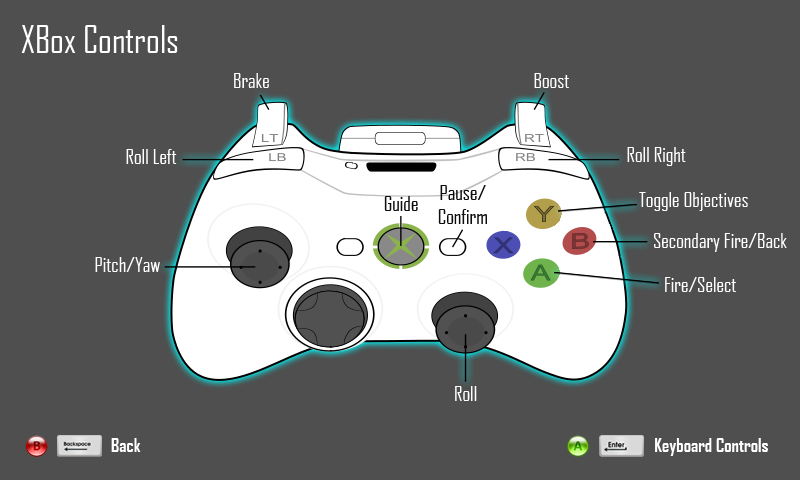 XBox Controls
Brake
Boost
LT
RT
Roll Left
LB
RB
Roll Right
Guide
Pause/
Confirm
Toggle Objectives
Y
X
B
Secondary Fire/Back
A
Fire/Select
Pitch/Yaw
Roll
B Backspace Back
A Enter Keyboard Controls